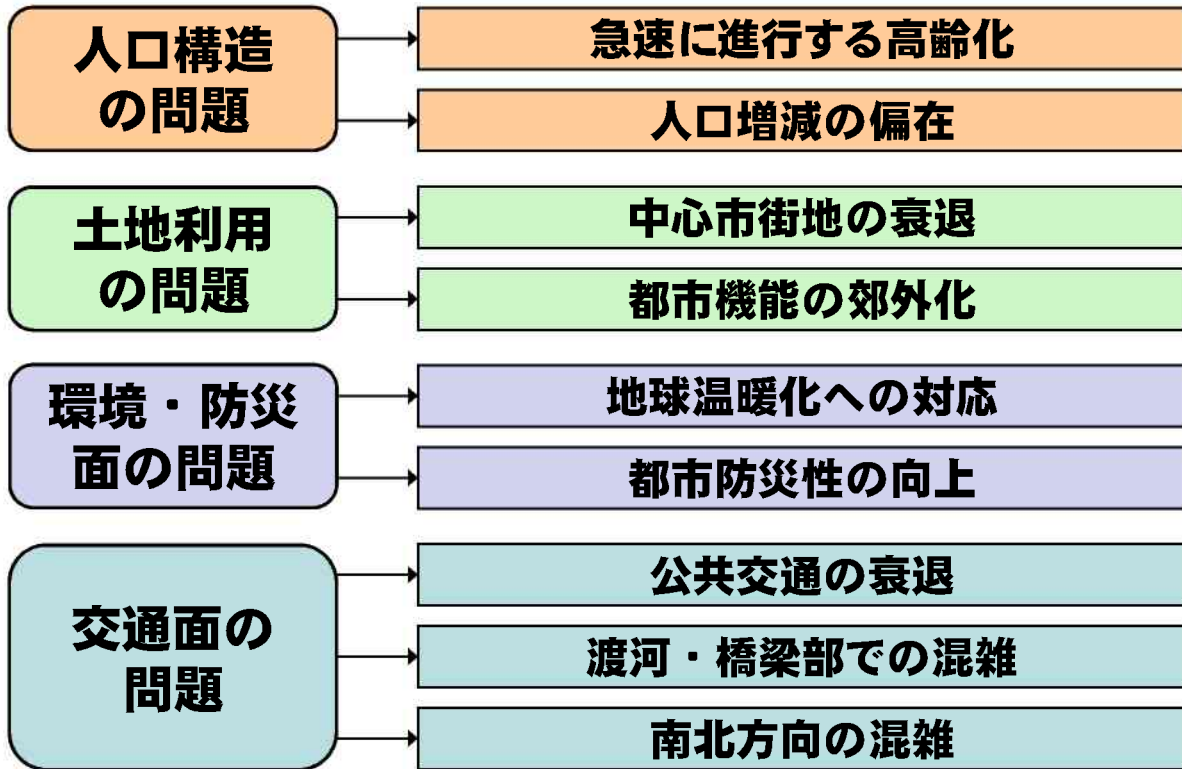 人口構造
の問題
急速に進行する高齢化
人口増減の偏在
土地利用
の問題
中心市街地の衰退
都市機能の郊外化
環境・防災
面の問題
地球温暖化への対応
都市防災性の向上
交通面の
問題
公共交通の衰退
渡河・橋梁部での混雑
南北方向の混雑